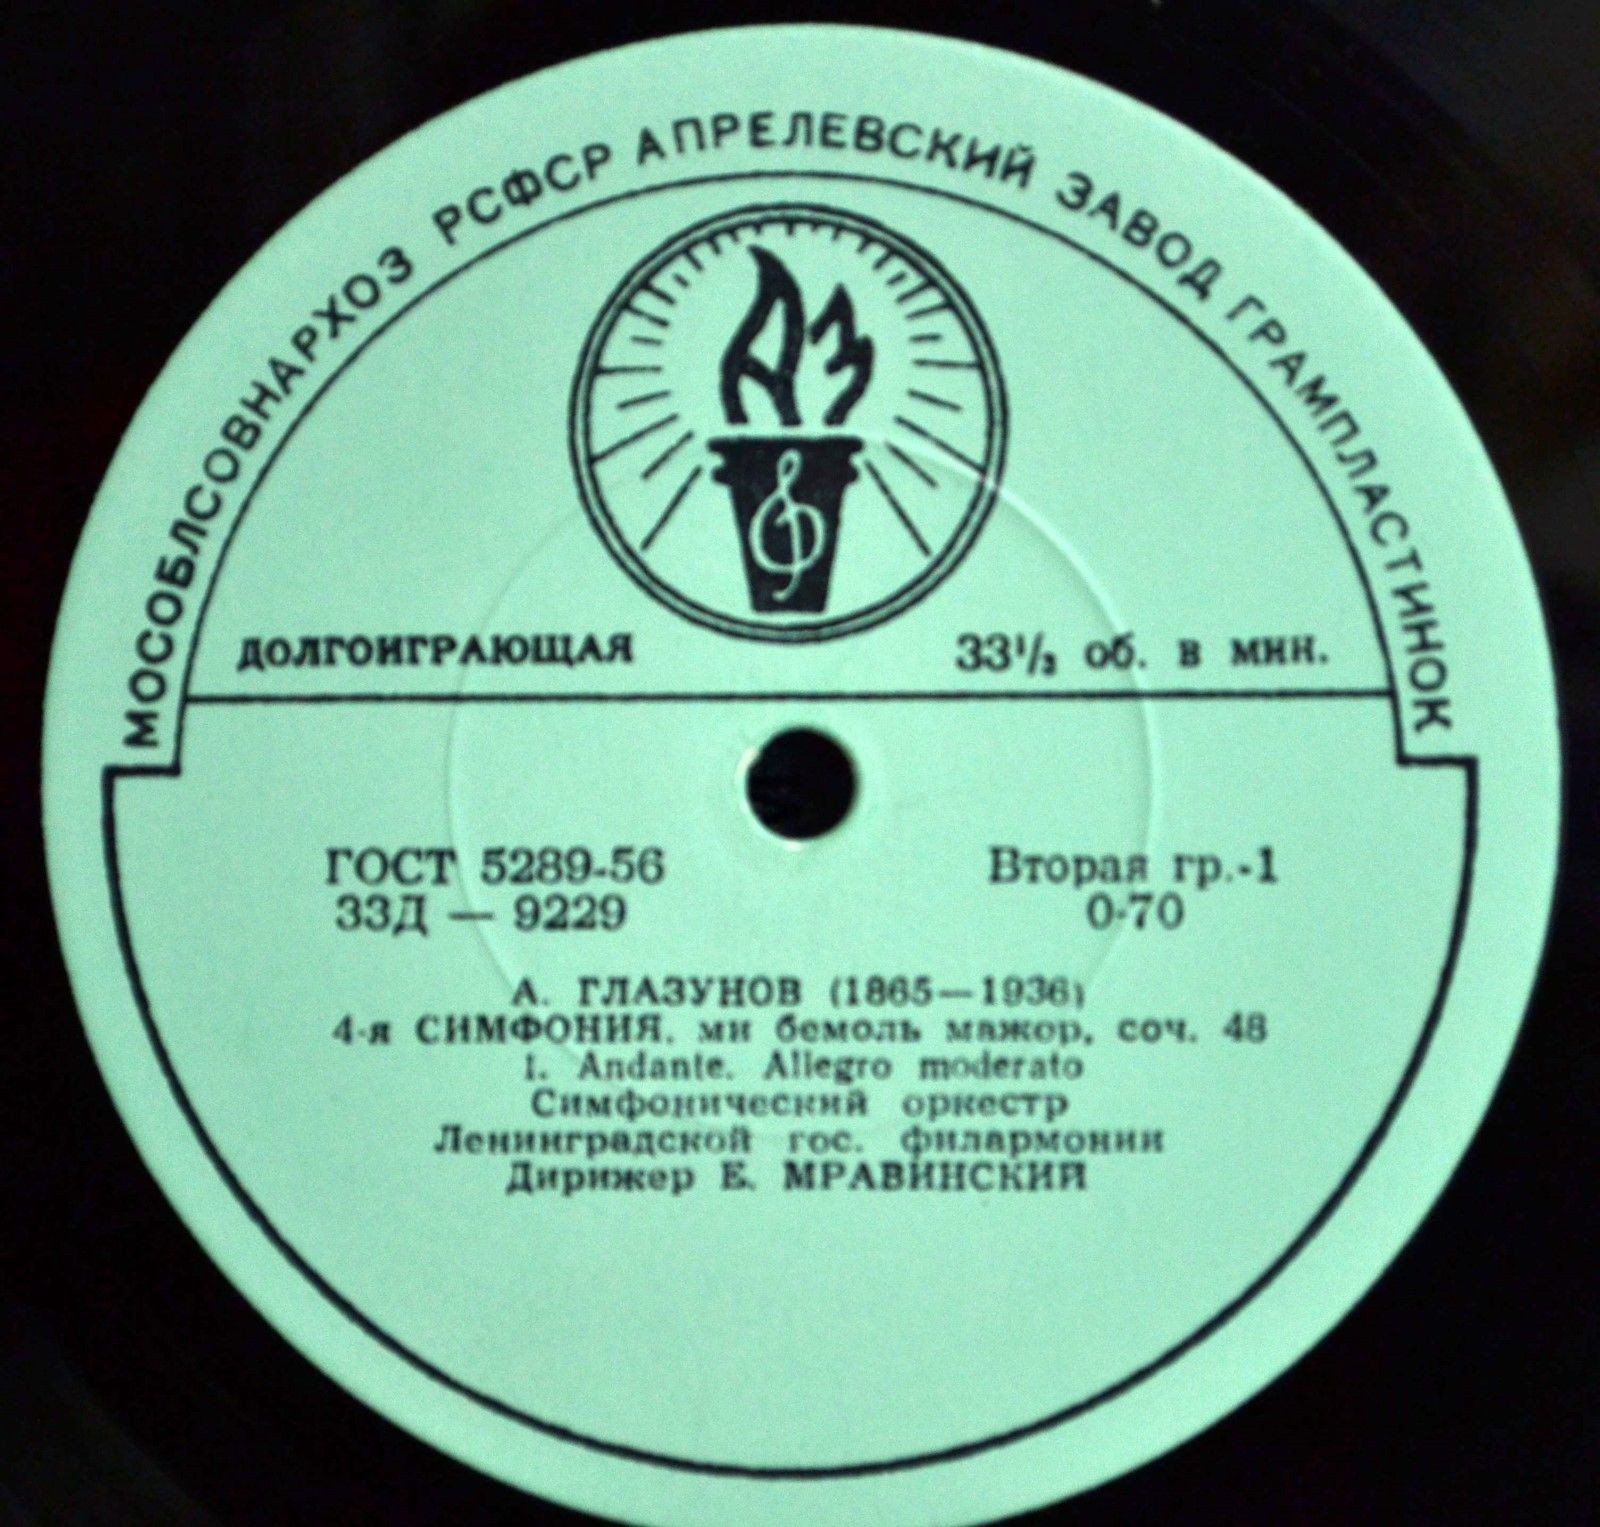 МОСОБЛСОВНАРХОЗ РСФСР АПРЕЛЕВСКИЙ ЗАВОД ГРАМПЛАСТИНОК
АЗ
ДОЛГОИГРАЮЩАЯ 33⅓ об. в мин.
ГОСТ 5289-56 Вторая гр.-1
33Д — 9229 0-70
А. ГЛАЗУНОВ (1865—1936)
4-я СИМФОНИЯ, ми бемоль мажор, соч. 48
1. Andante. Allegro moderato
Симфонический оркестр
Ленинградской гос. филармонии
Дирижер Е. МРАВИНСКИЙ